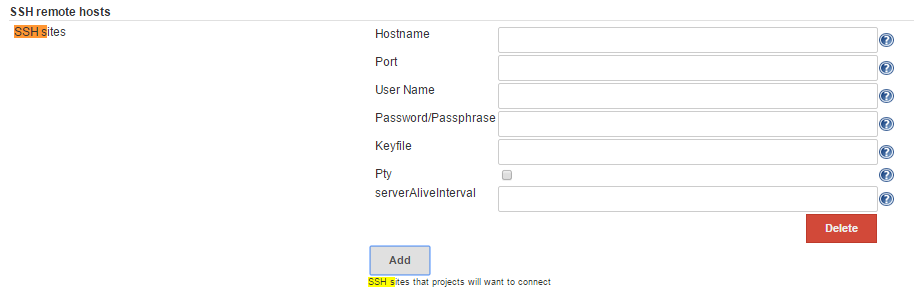 SSH remote hosts
SSH sites
Hostname
Port
User Name
Password/Passphrase
Keyfile
Pty
serverAliveInterval
Delete
Add
SSH sites that projects will want to connect